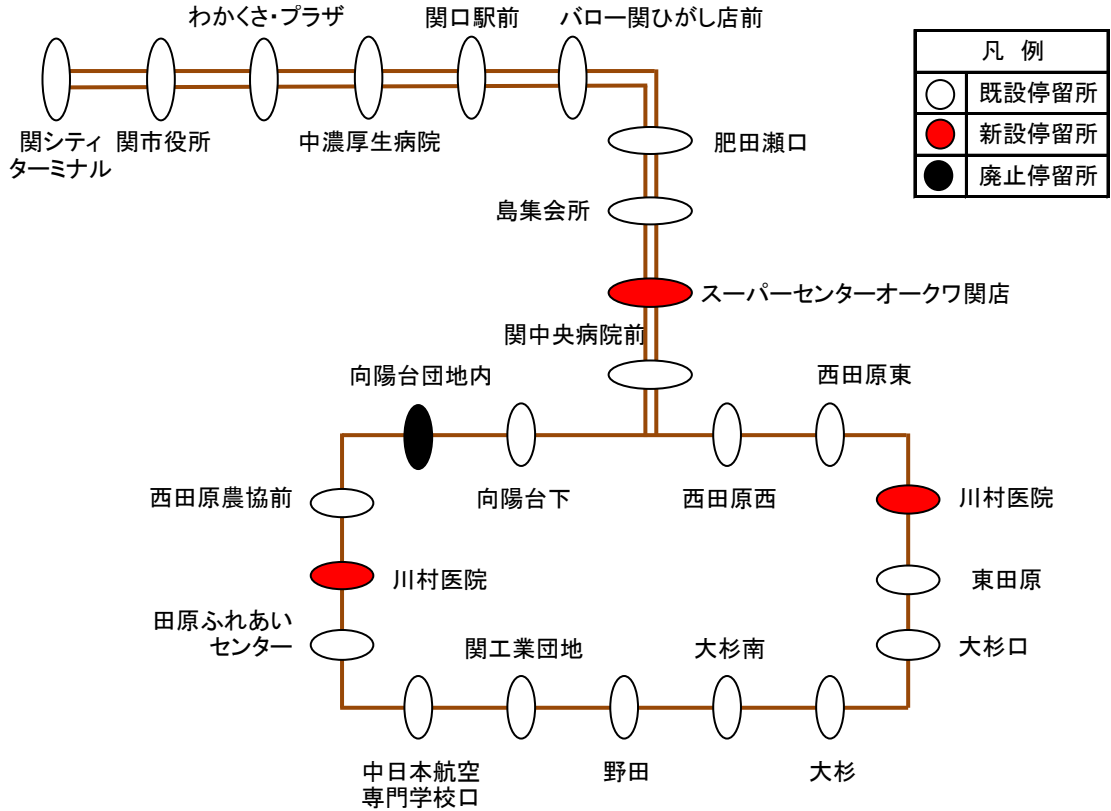 わかくさ・プラザ
関口駅前
バロー関ひがし店前
関シティ
ターミナル
関市役所
中濃厚生病院
凡 例
既設停留所
新設停留所
廃止停留所
肥田瀬口
島集会所
スーパーセンターオークワ関店
関中央病院前
向陽台団地内
西田原東
西田原農協前
向陽台下
西田原西
川村医院
川村医院
東田原
田原ふれあい
センター
関工業団地
大杉南
大杉口
中日本航空
専門学校口
野田
大杉